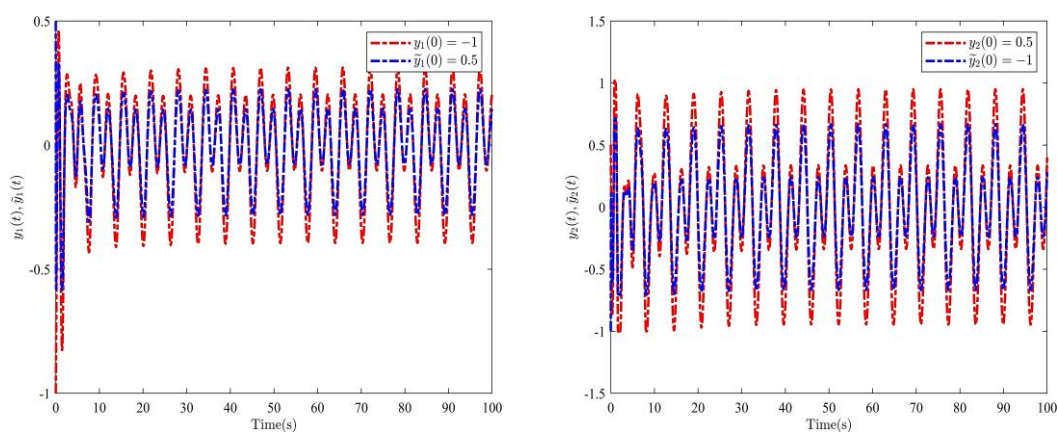 0.5
0
-0.5
-1
0 10 20 30 40 50 60 70 80 90 100
Time(s)
y₁(t), ỹ₁(t)
y₁(0) = −1
ỹ₁(0) = 0.5
1.5
1
0.5
0
-0.5
-1
1.5
0 10 20 30 40 50 60 70 80 90 100
Time(s)
y₂(t), ỹ₂(t)
y₂(0) = 0.5
ỹ₂(0) = −1